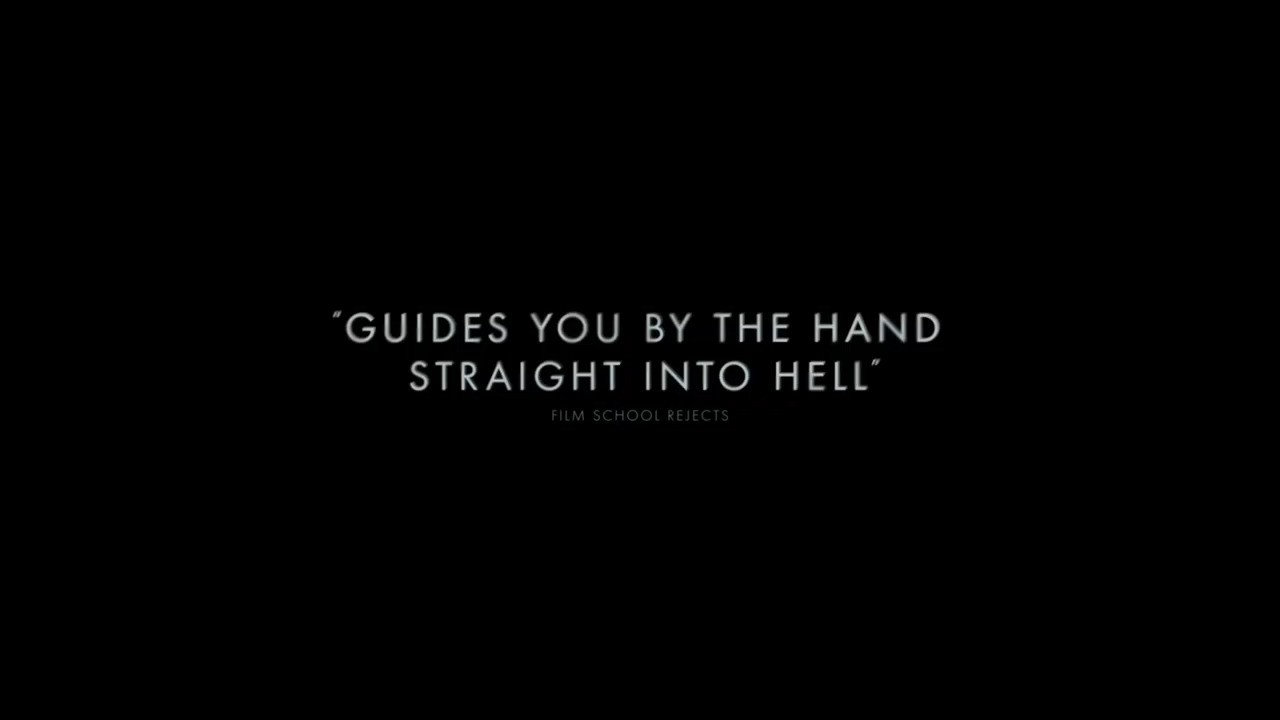 "GUIDES YOU BY THE HAND
STRAIGHT INTO HELL"
FILM SCHOOL REJECTS